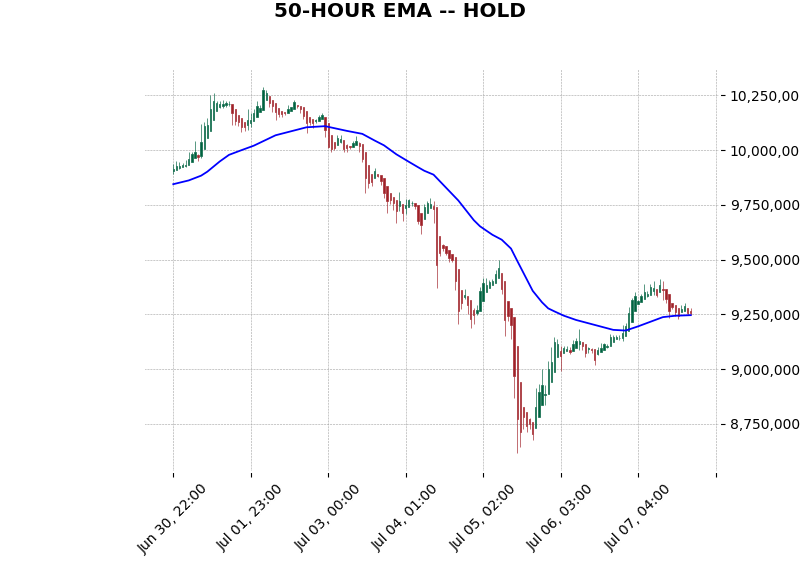 50-HOUR EMA -- HOLD
10,250,00
10,000,00
9,750,000
9,500,000
9,250,000
9,000,000
8,750,000
Jun 30, 22:00
Jul 01, 23:00
Jul 03, 00:00
Jul 04, 01:00
Jul 05, 02:00
Jul 06, 03:00
Jul 07, 04:00